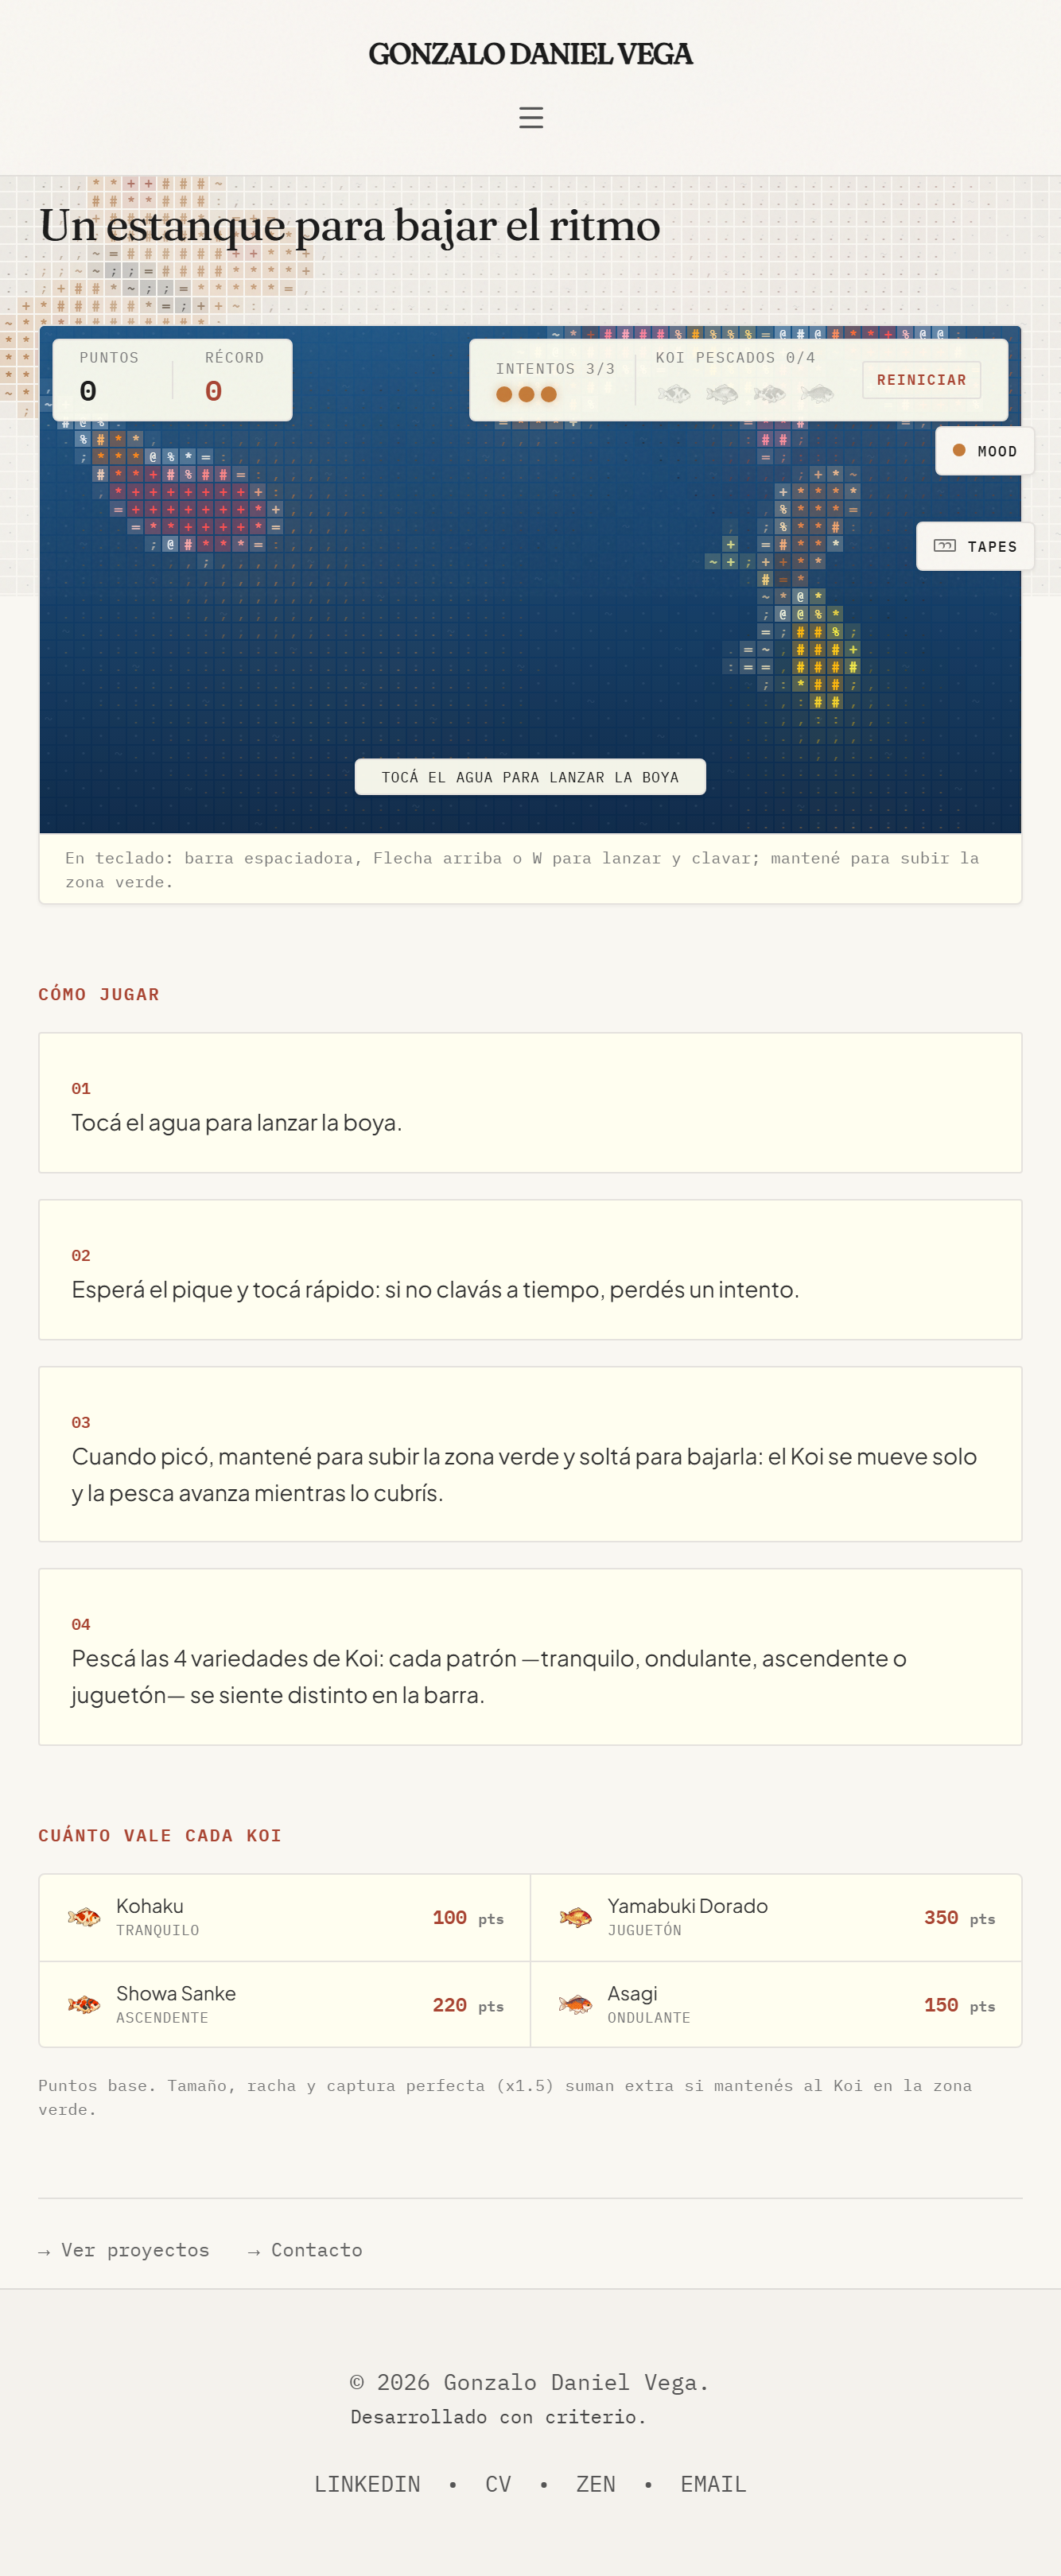 GONZALO DANIEL VEGA
Un estanque para bajar el ritmo
PUNTOS
0
RÉCORD
0
INTENTOS 3/3
KOI PESCADOS 0/4
REINICIAR
MOOD
TAPES
TOCÁ EL AGUA PARA LANZAR LA BOYA
En teclado: barra espaciadora, Flecha arriba o W para lanzar y clavar; mantené para subir la
zona verde.
CÓMO JUGAR
01
Tocá el agua para lanzar la boya.
02
Esperá el pique y tocá rápido: si no clavás a tiempo, perdés un intento.
03
Cuando picó, mantené para subir la zona verde y soltá para bajarla: el Koi se mueve solo
y la pesca avanza mientras lo cubrís.
04
Pescá las 4 variedades de Koi: cada patrón —tranquilo, ondulante, ascendente o
juguetón— se siente distinto en la barra.
CUÁNTO VALE CADA KOI
Kohaku
TRANQUILO
100 pts
Yamabuki Dorado
JUGUETÓN
350 pts
Showa Sanke
ASCENDENTE
220 pts
Asagi
ONDULANTE
150 pts
Puntos base. Tamaño, racha y captura perfecta (x1.5) suman extra si mantenés al Koi en la zona
verde.
→ Ver proyectos → Contacto
© 2026 Gonzalo Daniel Vega.
Desarrollado con criterio.
LINKEDIN • CV • ZEN • EMAIL